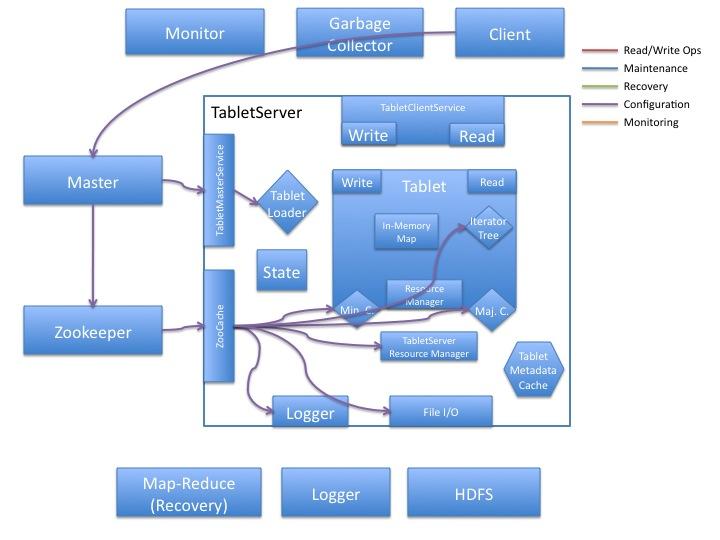 Monitor
Garbage
Collector
Client
Read/Write Ops
Maintenance
Recovery
Configuration
Monitoring
TabletServer
TabletClientService
Write
Read
Master
TabletMasterService
Tablet
Loader
Write
Tablet
Read
In-Memory
Map
Iterator
Tree
State
Resource
Manager
Min. C.
Maj. C.
Zookeeper
ZooCache
TabletServer
Resource Manager
Tablet
Metadata
Cache
Logger
File I/O
Map-Reduce
(Recovery)
Logger
HDFS